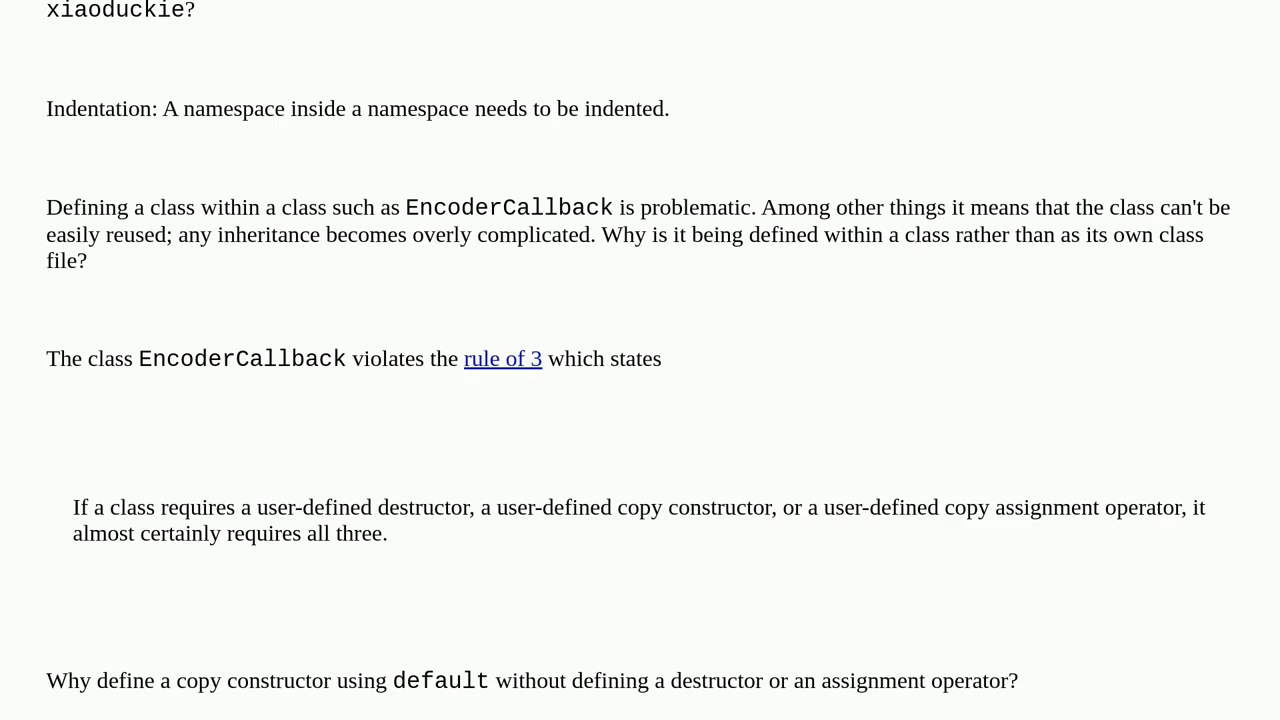 xiaoduckie?
Indentation: A namespace inside a namespace needs to be indented.
Defining a class within a class such as EncoderCallback is problematic. Among other things it means that the class can't be
easily reused; any inheritance becomes overly complicated. Why is it being defined within a class rather than as its own class
file?
The class EncoderCallback violates the rule of 3 which states
If a class requires a user-defined destructor, a user-defined copy constructor, or a user-defined copy assignment operator, it
almost certainly requires all three.
Why define a copy constructor using default without defining a destructor or an assignment operator?